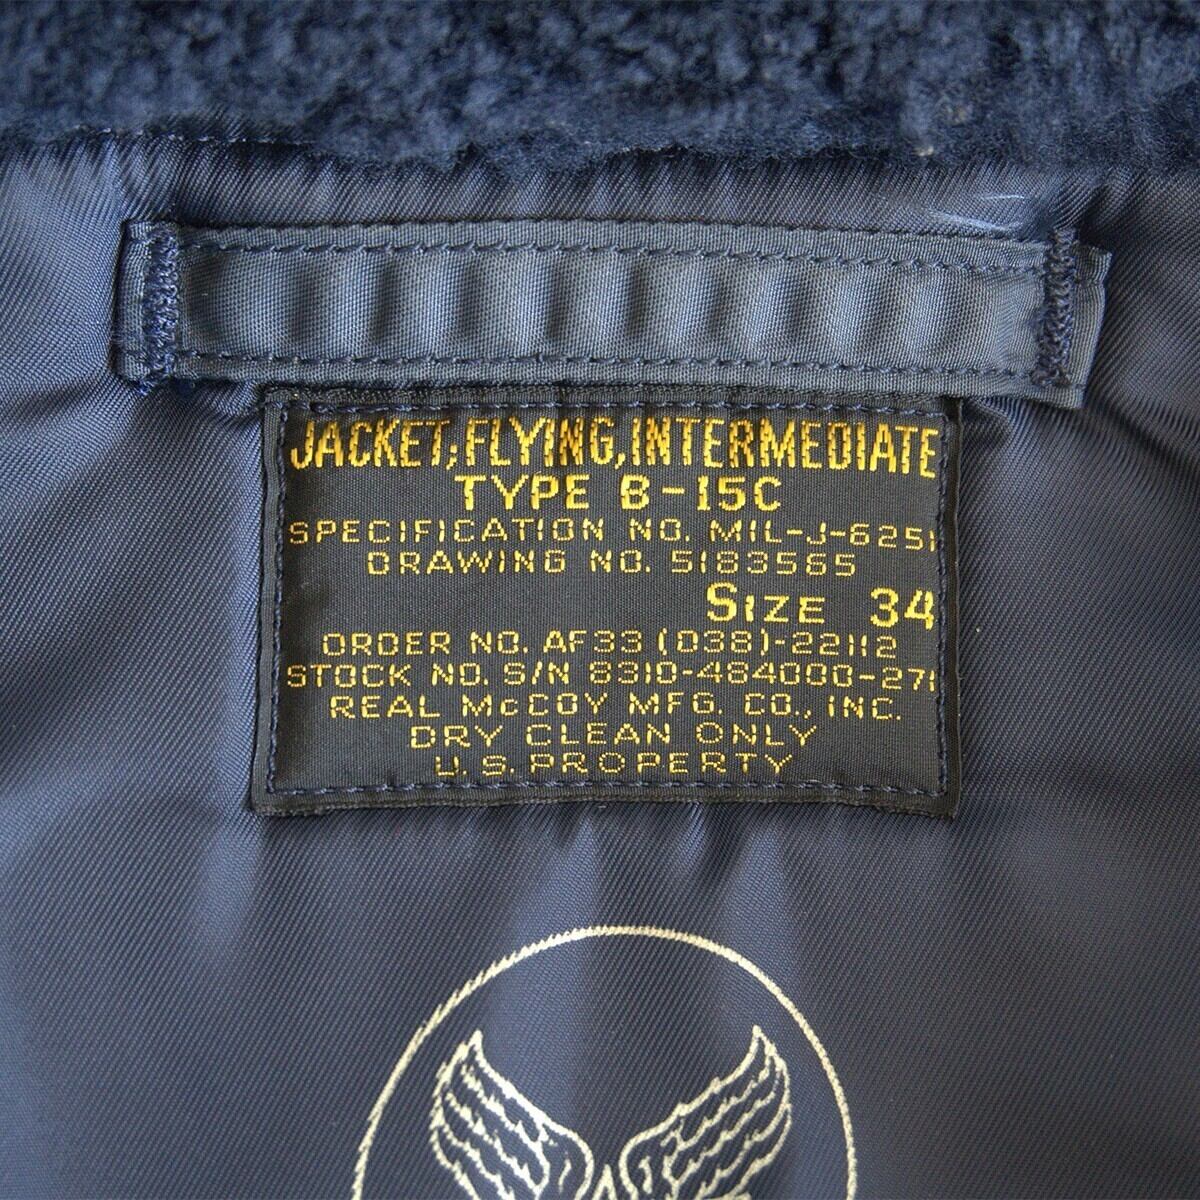 JACKET; FLYING, INTERMEDIATE
TYPE B-15C
SPECIFICATION NO. MIL-J-6251
DRAWING NO. 5183565
SIZE 34
ORDER NO. AF33 (038)-22112
STOCK NO. S/N 8310-484000-271
REAL McCOY MFG. CO., INC.
DRY CLEAN ONLY
U.S. PROPERTY